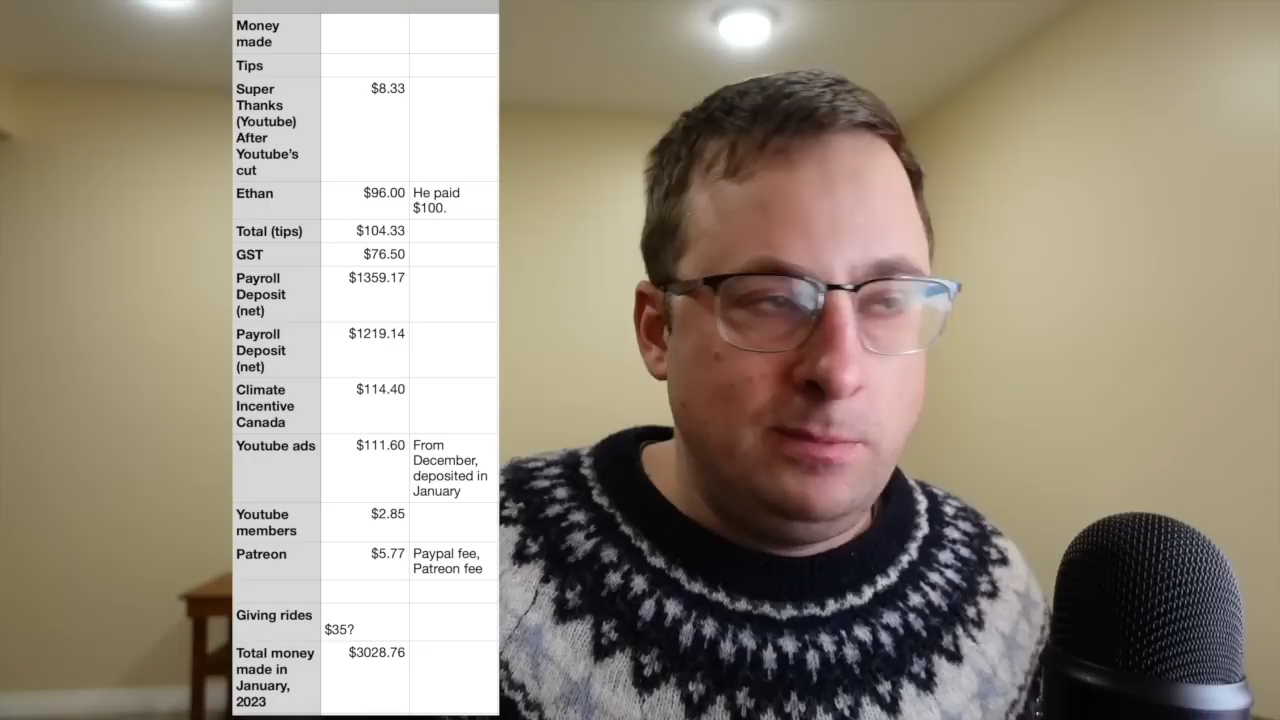 Money
made
Tips
Super $8.33
Thanks
(Youtube)
After
Youtube's
cut
Ethan $96.00 He paid
$100.
Total (tips) $104.33
GST $76.50
Payroll $1359.17
Deposit
(net)
Payroll $1219.14
Deposit
(net)
Climate $114.40
Incentive
Canada
Youtube ads $111.60 From
December,
deposited in
January
Youtube $2.85
members
Patreon $5.77 Paypal fee,
Patreon fee
Giving rides
$35?
Total money $3028.76
made in
January,
2023